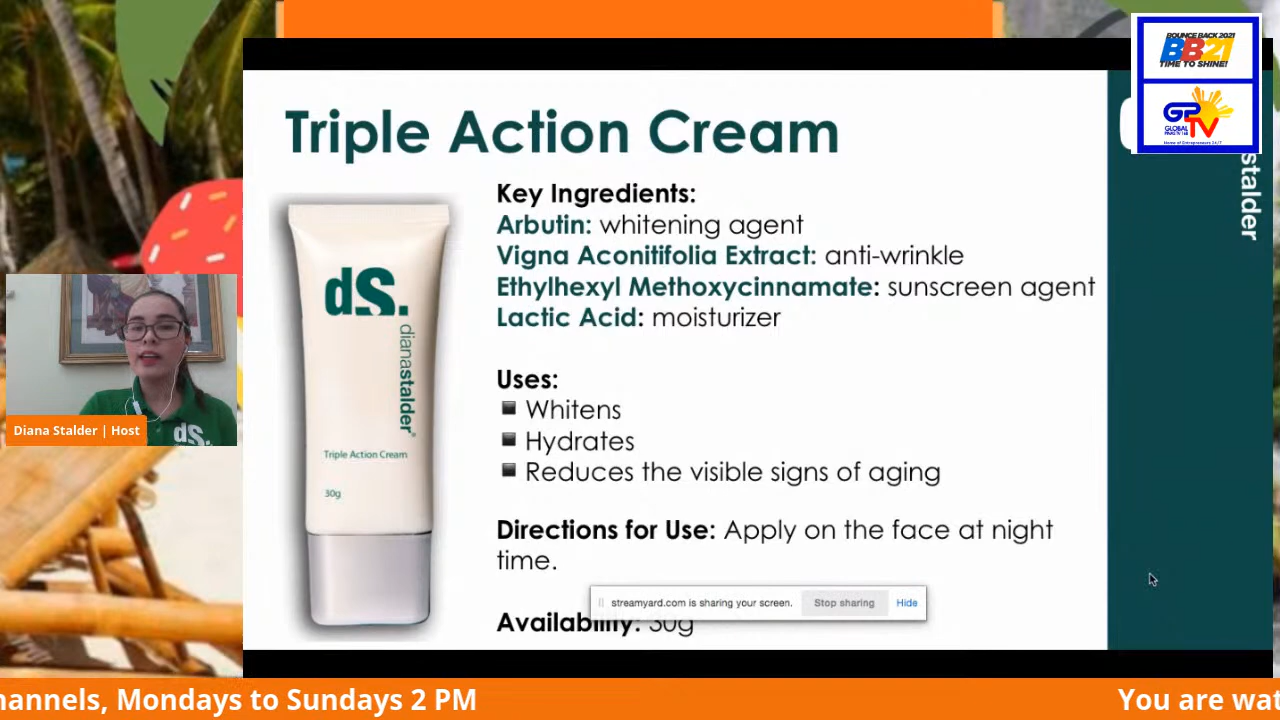 BOUNCE BACK 2021
BB21
TIME TO SHINE!
GP
TV
GLOBAL
Home of Entrepreneurs 24/7
Triple Action Cream
stalder
Key Ingredients:
Arbutin: whitening agent
Vigna Aconitifolia Extract: anti-wrinkle
Ethylhexyl Methoxycinnamate: sunscreen agent
Lactic Acid: moisturizer
Uses:
Whitens
Hydrates
Reduces the visible signs of aging
Directions for Use: Apply on the face at night
time.
Availability: 30g
streamyard.com is sharing your screen.
Stop sharing
Hide
dS.
dianastalder
Triple Action Cream
30g
Diana Stalder | Host
dS.
hannels, Mondays to Sundays 2 PM
You are wat